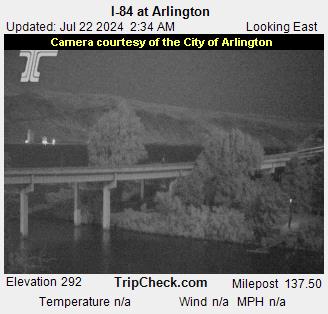 I-84 at Arlington
Updated: Jul 22 2024 2:34 AM Looking East
Camera courtesy of the City of Arlington
Elevation 292 TripCheck.com Milepost 137.50
Temperature n/a Wind n/a MPH n/a